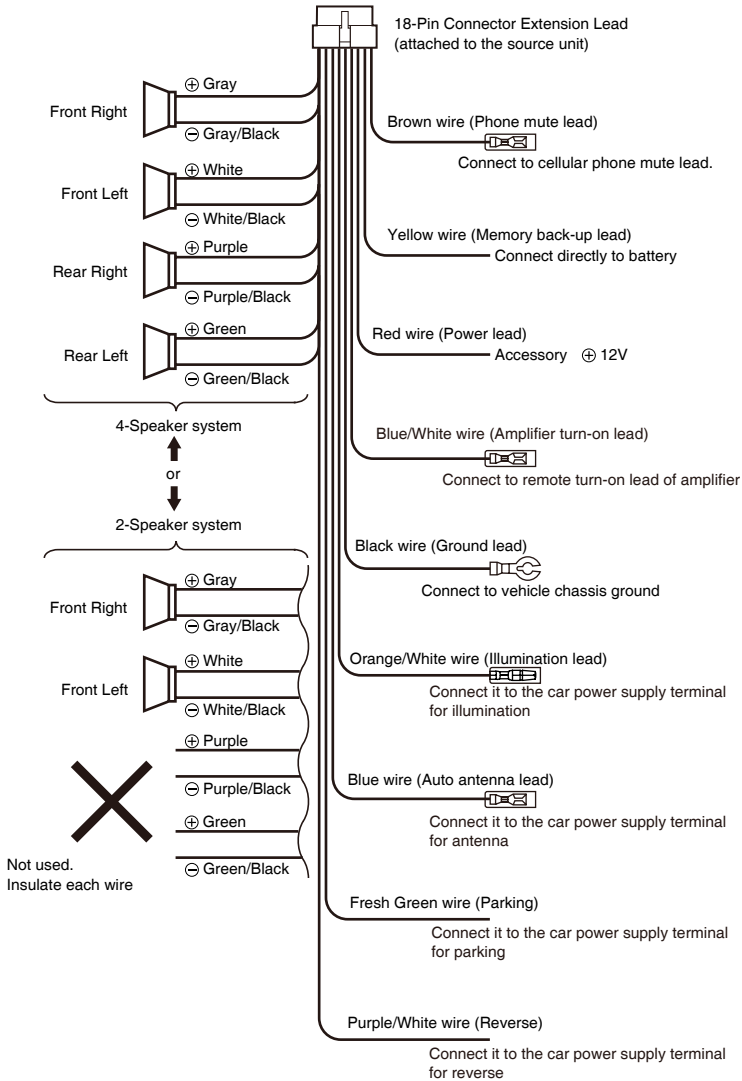 18-Pin Connector Extension Lead
(attached to the source unit)
Front Right
⊕ Gray
⊖ Gray/Black
Front Left
⊕ White
⊖ White/Black
Rear Right
⊕ Purple
⊖ Purple/Black
Rear Left
⊕ Green
⊖ Green/Black
4-Speaker system
or
2-Speaker system
Front Right
⊕ Gray
⊖ Gray/Black
Front Left
⊕ White
⊖ White/Black
⊕ Purple
⊖ Purple/Black
⊕ Green
⊖ Green/Black
Not used.
Insulate each wire
Brown wire (Phone mute lead)
Connect to cellular phone mute lead.
Yellow wire (Memory back-up lead)
Connect directly to battery
Red wire (Power lead)
Accessory ⊕ 12V
Blue/White wire (Amplifier turn-on lead)
Connect to remote turn-on lead of amplifier
Black wire (Ground lead)
Connect to vehicle chassis ground
Orange/White wire (Illumination lead)
Connect it to the car power supply terminal
for illumination
Blue wire (Auto antenna lead)
Connect it to the car power supply terminal
for antenna
Fresh Green wire (Parking)
Connect it to the car power supply terminal
for parking
Purple/White wire (Reverse)
Connect it to the car power supply terminal
for reverse